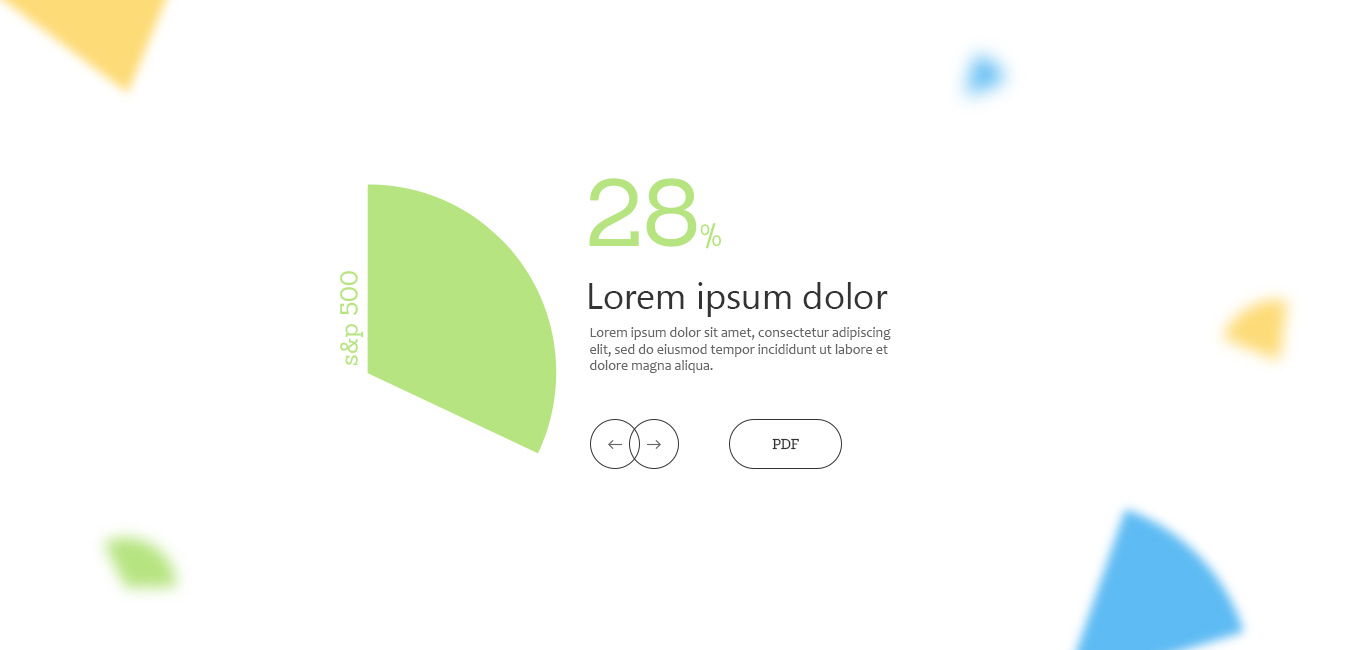 s&p 500
28%
Lorem ipsum dolor
Lorem ipsum dolor sit amet, consectetur adipiscing
elit, sed do eiusmod tempor incididunt ut labore et
dolore magna aliqua.
PDF